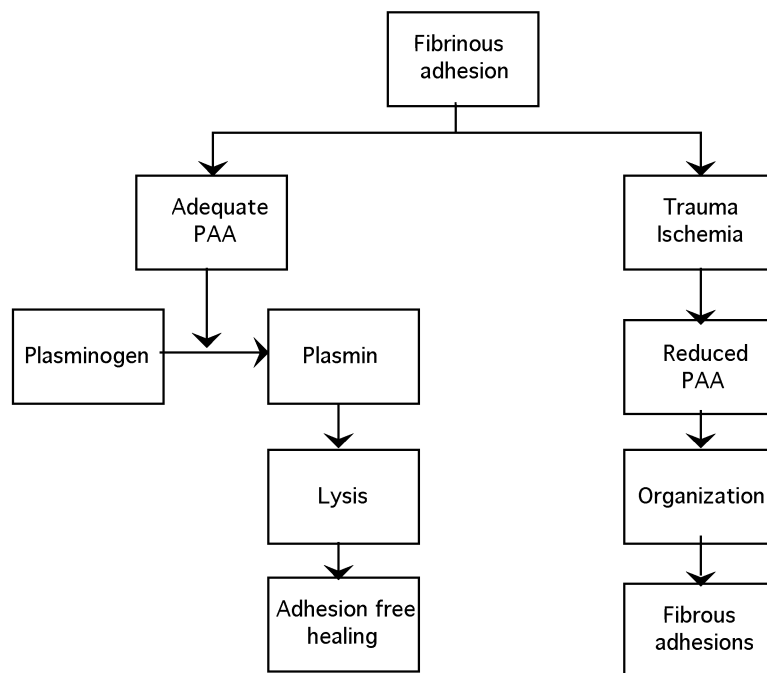 Fibrinous
adhesion
Adequate
PAA
Trauma
Ischemia
Plasminogen
Plasmin
Reduced
PAA
Lysis
Organization
Adhesion free
healing
Fibrous
adhesions